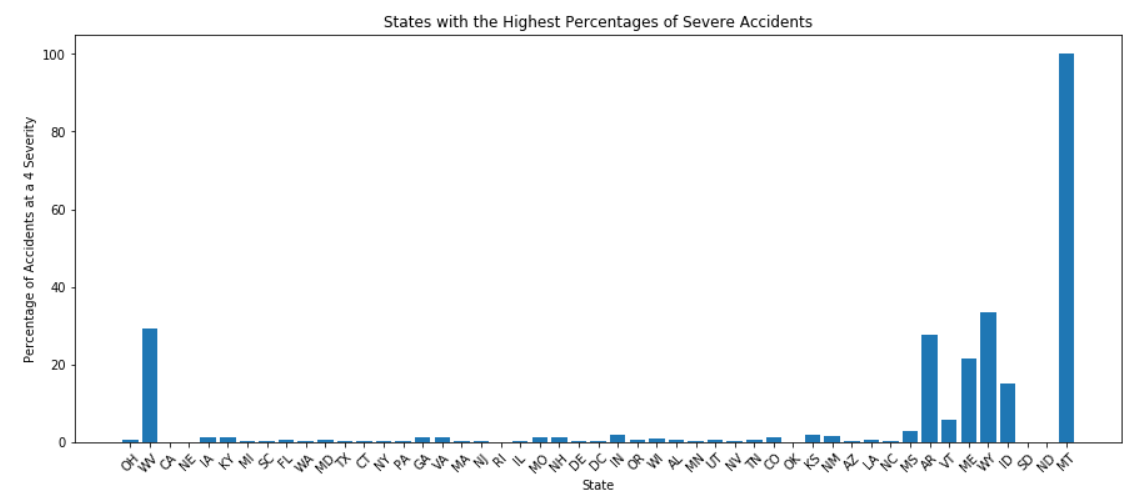 States with the Highest Percentages of Severe Accidents
Percentage of Accidents at a 4 Severity
100
80
60
40
20
0
OH WV CA NE IA KY MI SC FL WA MD TX CT NY PA GA VA MA NJ RI IL MO NH DE DC IN OR WI AL MN UT NV TN CO OK KS NM AZ LA NC MS AR VT ME WY ID SD ND MT
State